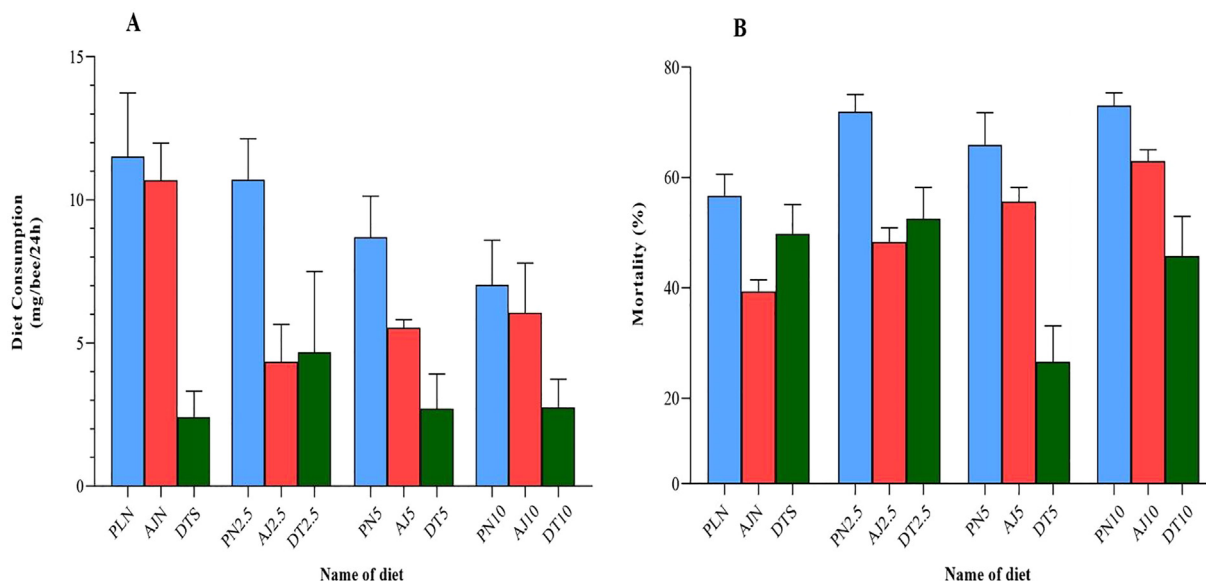 A
15
10
5
0
Diet Consumption
(mg/bee/24h)
PLN
AJN
DTS
PN2.5
AJ2.5
DT2.5
PN5
AJ5
DT5
PN10
AJ10
DT10
Name of diet
B
80
60
40
20
0
Mortality (%)
PLN
AJN
DTS
PN2.5
AJ2.5
DT2.5
PN5
AJ5
DT5
PN10
AJ10
DT10
Name of diet